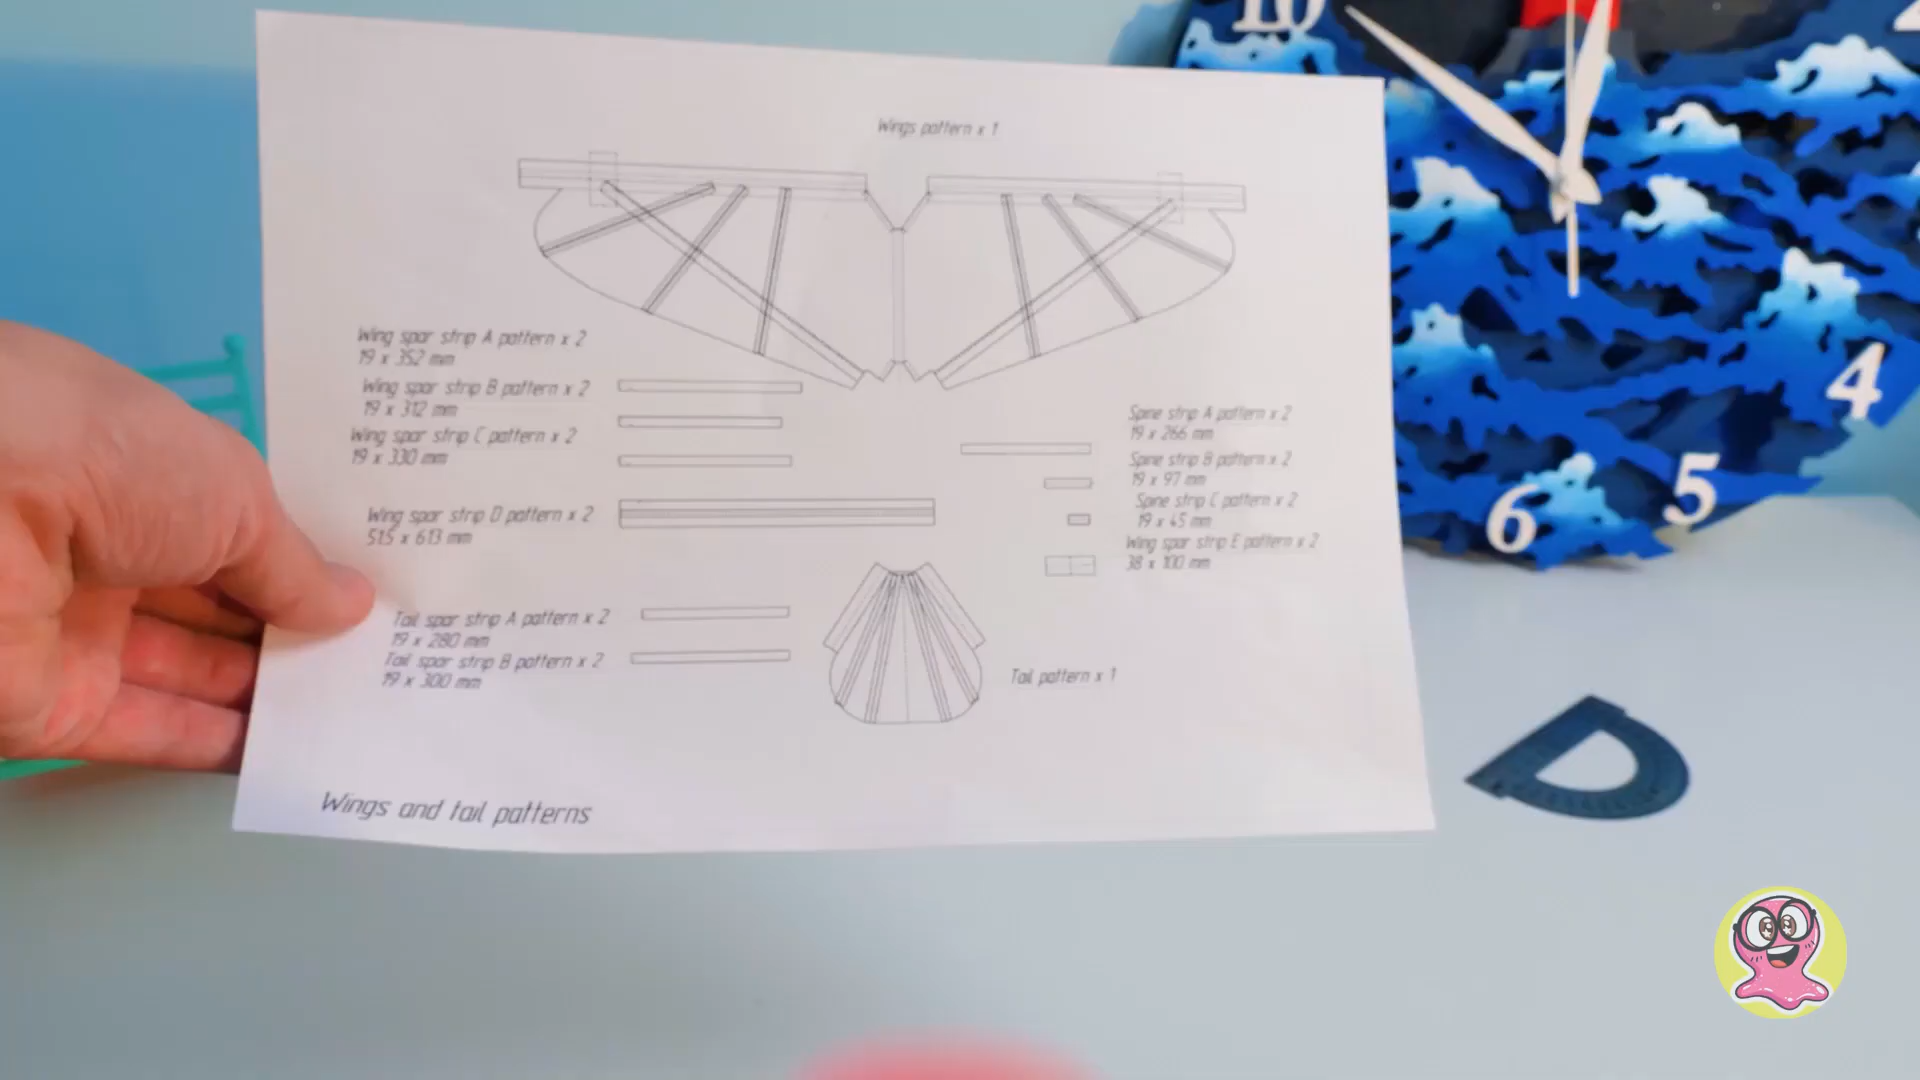 Wings pattern x 1
Wing spar strip A pattern x 2
19 x 352 mm
Wing spar strip B pattern x 2
19 x 312 mm
Wing spar strip C pattern x 2
19 x 330 mm
Wing spar strip D pattern x 2
51.5 x 613 mm
Spine strip A pattern x 2
19 x 266 mm
Spine strip B pattern x 2
19 x 97 mm
Spine strip C pattern x 2
19 x 45 mm
Wing spar strip E pattern x 2
38 x 100 mm
Tail spar strip A pattern x 2
19 x 280 mm
Tail spar strip B pattern x 2
19 x 300 mm
Tail pattern x 1
Wings and tail patterns
10
4
5
6